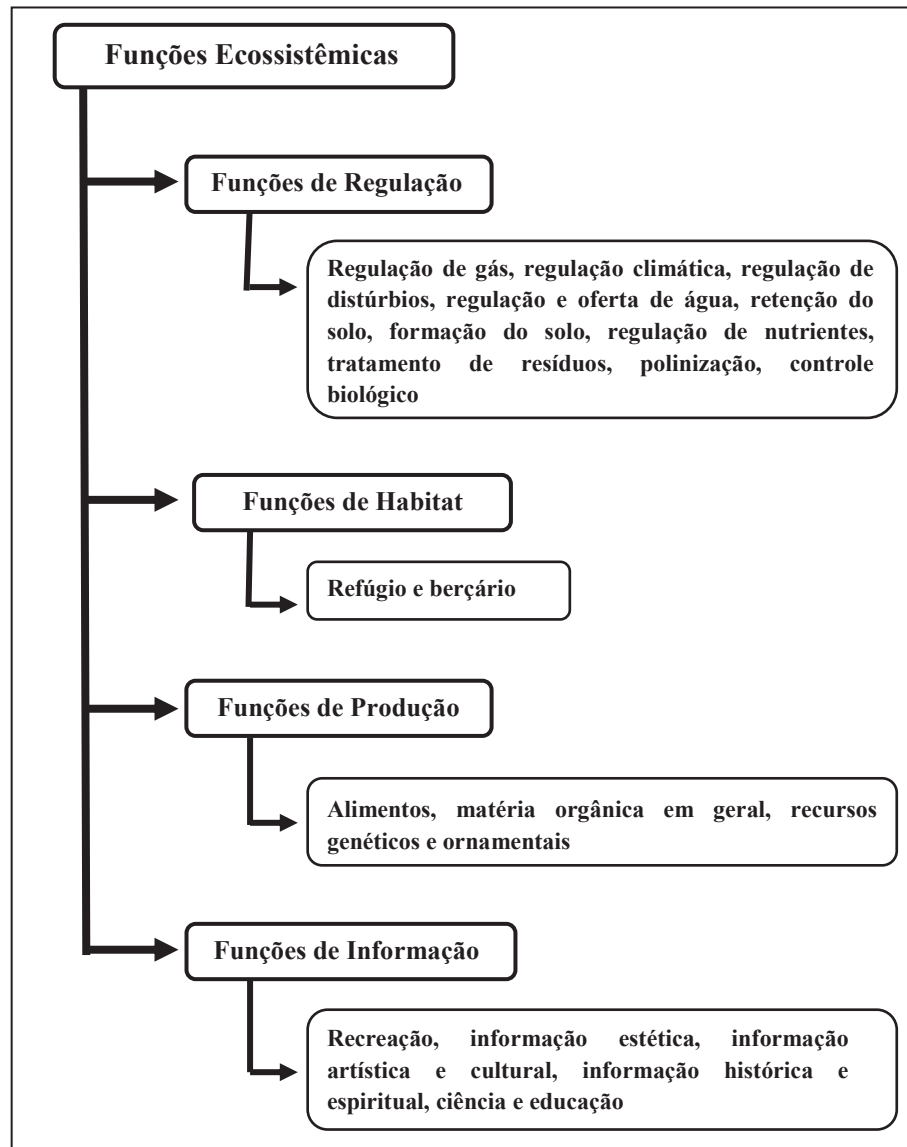 Funções Ecossistêmicas
Funções de Regulação
Regulação de gás, regulação climática, regulação de
distúrbios, regulação e oferta de água, retenção do
solo, formação do solo, regulação de nutrientes,
tratamento de resíduos, polinização, controle
biológico
Funções de Habitat
Refúgio e berçário
Funções de Produção
Alimentos, matéria orgânica em geral, recursos
genéticos e ornamentais
Funções de Informação
Recreação, informação estética, informação
artística e cultural, informação histórica e
espiritual, ciência e educação